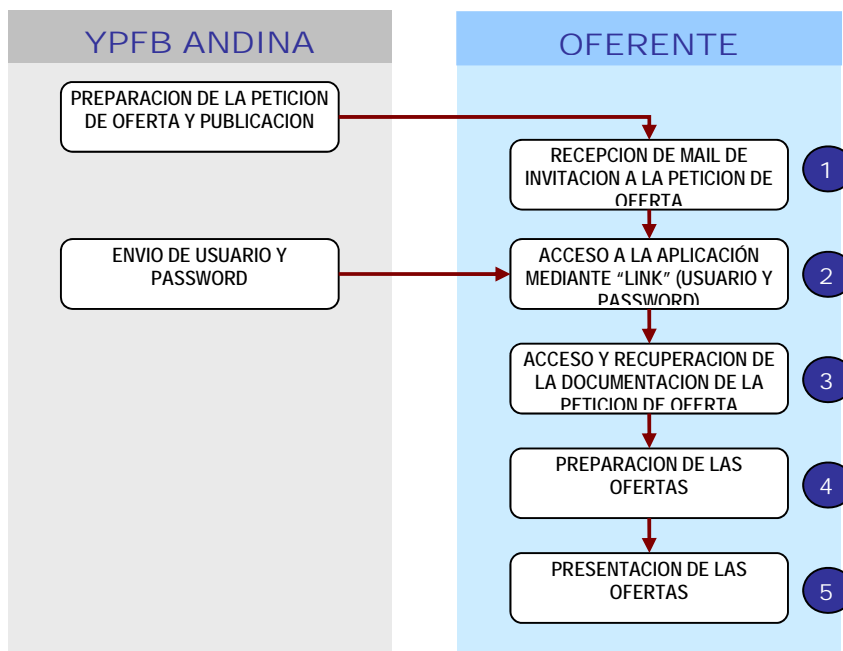 YPFB ANDINA
OFERENTE
PREPARACION DE LA PETICION
DE OFERTA Y PUBLICACION
RECEPCION DE MAIL DE
INVITACION A LA PETICION DE
OFERTA
1
ENVIO DE USUARIO Y
PASSWORD
ACCESO A LA APLICACIÓN
MEDIANTE “LINK” (USUARIO Y
PASSWORD)
2
ACCESO Y RECUPERACION DE
LA DOCUMENTACION DE LA
PETICION DE OFERTA
3
PREPARACION DE LAS
OFERTAS
4
PRESENTACION DE LAS
OFERTAS
5